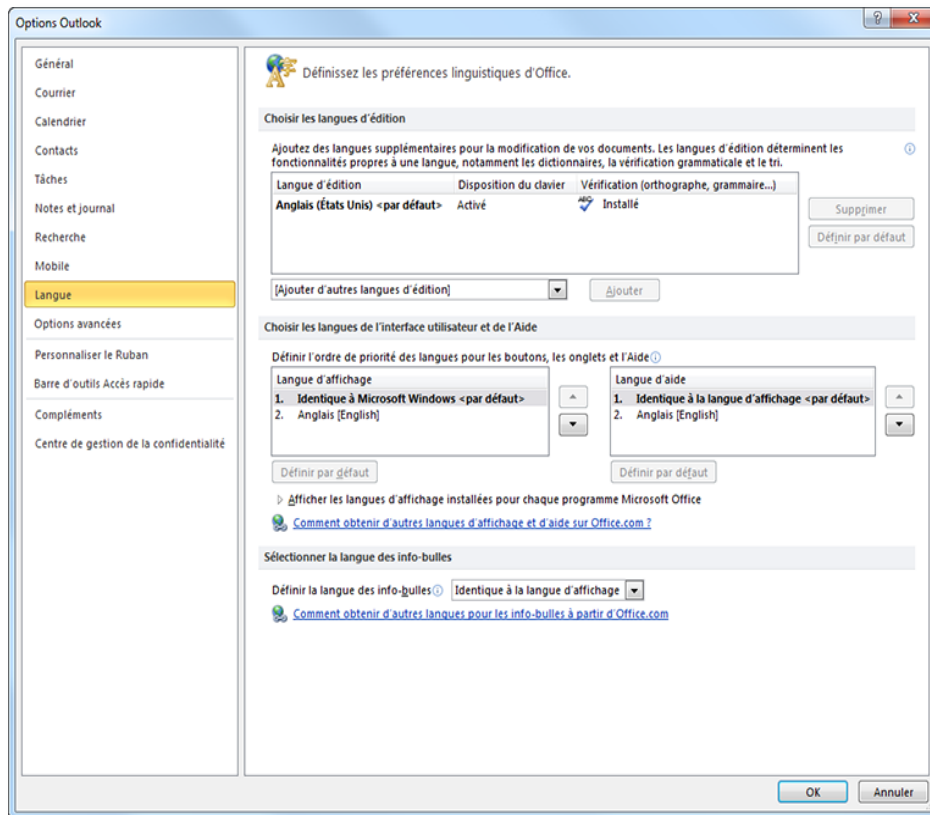 Options Outlook
Général
Courrier
Calendrier
Contacts
Tâches
Notes et journal
Recherche
Mobile
Langue
Options avancées
Personnaliser le Ruban
Barre d'outils Accès rapide
Compléments
Centre de gestion de la confidentialité
Définissez les préférences linguistiques d'Office.
Choisir les langues d'édition
Ajoutez des langues supplémentaires pour la modification de vos documents. Les langues d'édition déterminent les
fonctionnalités propres à une langue, notamment les dictionnaires, la vérification grammaticale et le tri.
Langue d'édition Disposition du clavier Vérification (orthographe, grammaire...)
Anglais (États Unis) <par défaut> Activé ABC Installé
Supprimer
Définir par défaut
[Ajouter d'autres langues d'édition] Ajouter
Choisir les langues de l'interface utilisateur et de l'Aide
Définir l'ordre de priorité des langues pour les boutons, les onglets et l'Aide
Langue d'affichage
1. Identique à Microsoft Windows <par défaut>
2. Anglais [English]
Définir par défaut
Langue d'aide
1. Identique à la langue d'affichage <par défaut>
2. Anglais [English]
Définir par défaut
Afficher les langues d'affichage installées pour chaque programme Microsoft Office
Comment obtenir d'autres langues d'affichage et d'aide sur Office.com ?
Sélectionner la langue des info-bulles
Définir la langue des info-bulles Identique à la langue d'affichage
Comment obtenir d'autres langues pour les info-bulles à partir d'Office.com
OK Annuler